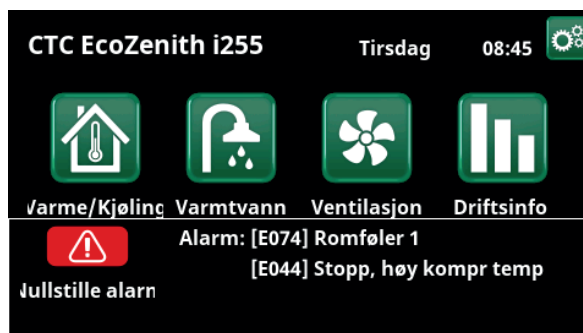 CTC EcoZenith i255 Tirsdag 08:45
Varme/Kjøling Varmtvann Ventilasjon Driftsinfo
Alarm: [E074] Romføler 1
[E044] Stopp, høy kompr temp
Nullstille alarm